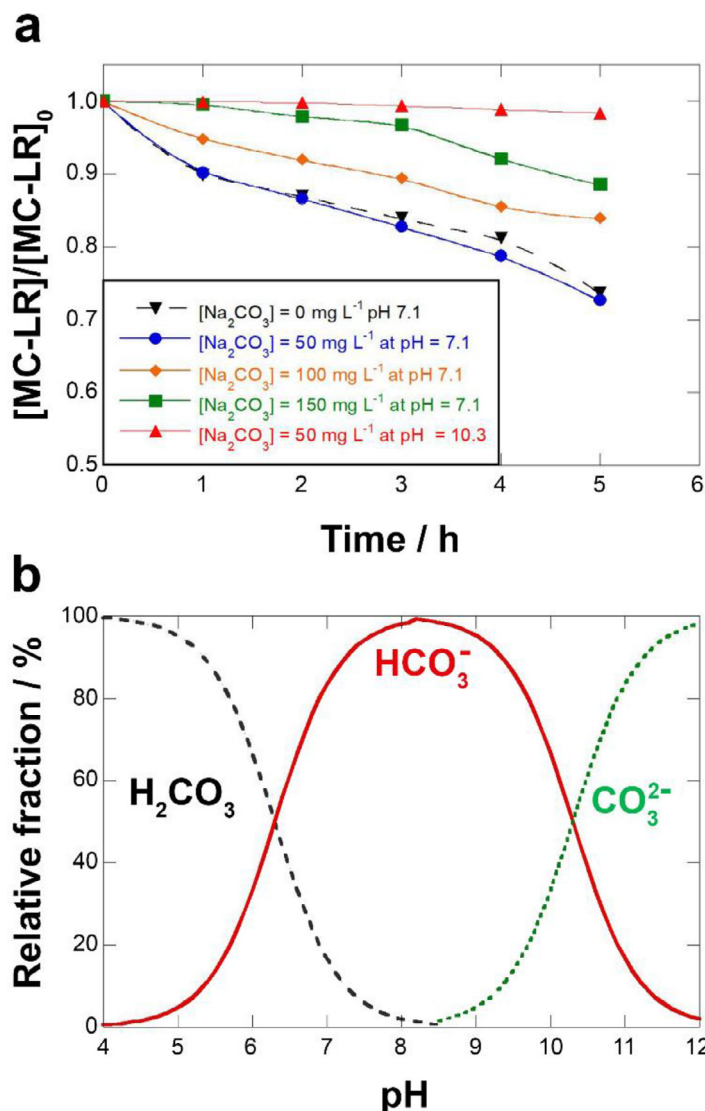 a
[MC-LR]/[MC-LR]₀
1.0
0.9
0.8
0.7
0.6
0.5
[Na₂CO₃] = 0 mg L⁻¹ pH 7.1
[Na₂CO₃] = 50 mg L⁻¹ at pH = 7.1
[Na₂CO₃] = 100 mg L⁻¹ at pH 7.1
[Na₂CO₃] = 150 mg L⁻¹ at pH = 7.1
[Na₂CO₃] = 50 mg L⁻¹ at pH = 10.3
0 1 2 3 4 5 6
Time / h
b
Relative fraction / %
100
80
60
40
20
0
HCO₃⁻
H₂CO₃
CO₃²⁻
4 5 6 7 8 9 10 11 12
pH